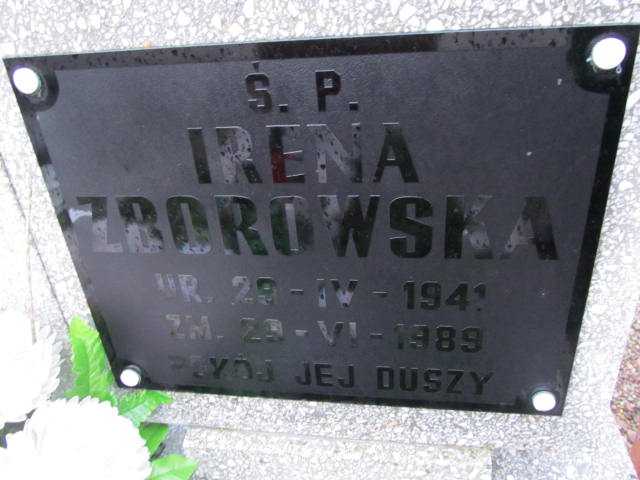 Ś. P.
IRENA
ZBOROWSKA
UR. 29-IV-1941
ZM. 29-VI-1989
POKÓJ JEJ DUSZY